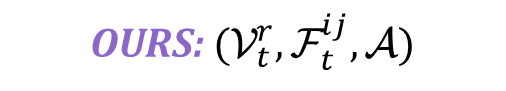 OURS: (𝒱ₜʳ, ℱₜⁱʲ, 𝒜)